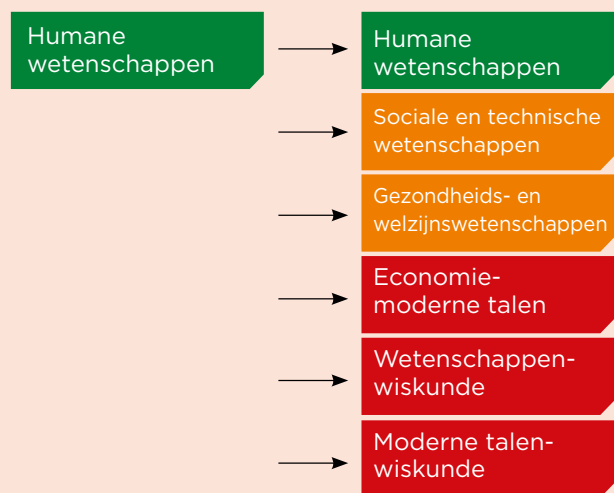 Humane
wetenschappen
Humane
wetenschappen
Sociale en technische
wetenschappen
Gezondheids- en
welzijnswetenschappen
Economie-
moderne talen
Wetenschappen-
wiskunde
Moderne talen-
wiskunde